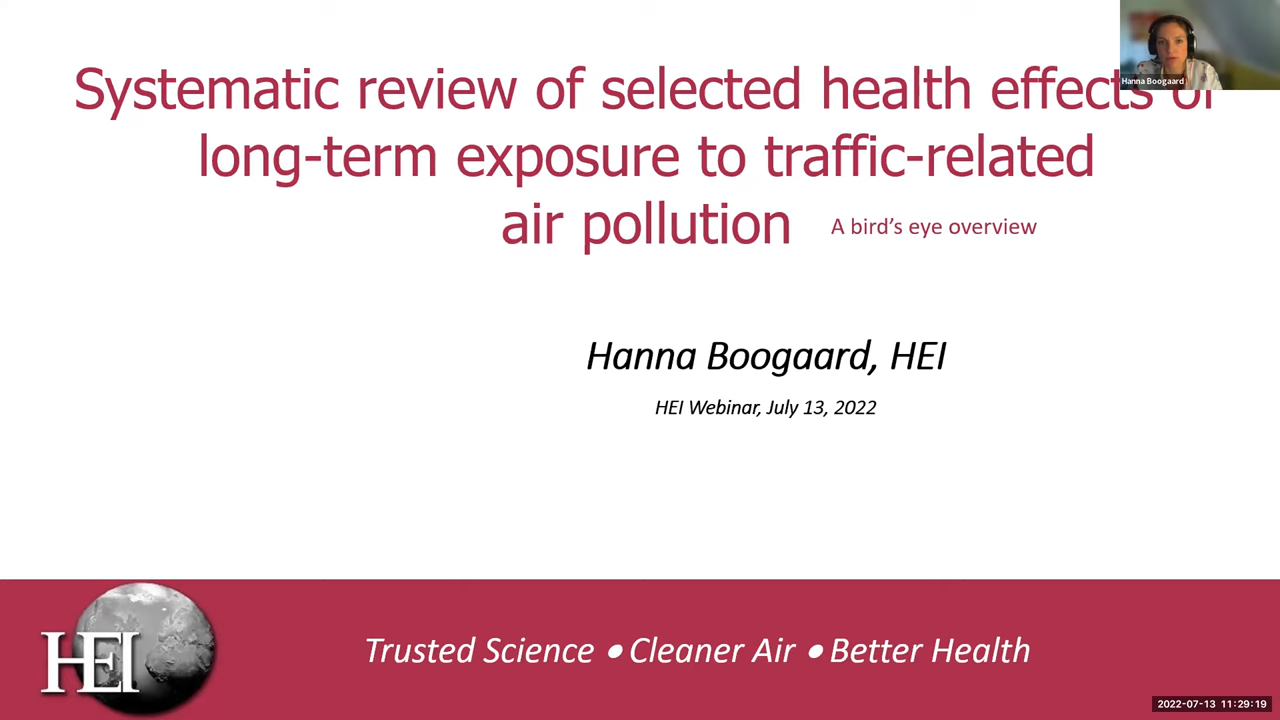 Systematic review of selected health effects of
long-term exposure to traffic-related
air pollution A bird's eye overview
Hanna Boogaard
Hanna Boogaard, HEI
HEI Webinar, July 13, 2022
HEI
Trusted Science ● Cleaner Air ● Better Health
2022-07-13 11:29:19